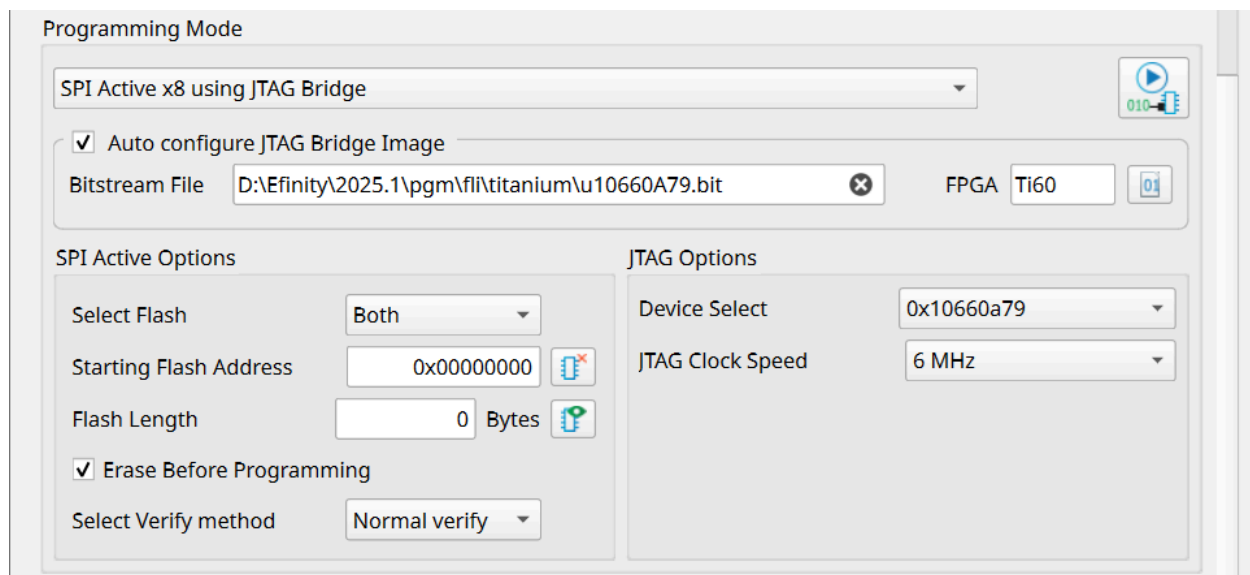 Programming Mode
SPI Active x8 using JTAG Bridge
010
Auto configure JTAG Bridge Image
Bitstream File D:\Efinity\2025.1\pgm\fli\titanium\u10660A79.bit FPGA Ti60 01
SPI Active Options JTAG Options
Select Flash Both Device Select 0x10660a79
Starting Flash Address 0x00000000 JTAG Clock Speed 6 MHz
Flash Length 0 Bytes
Erase Before Programming
Select Verify method Normal verify